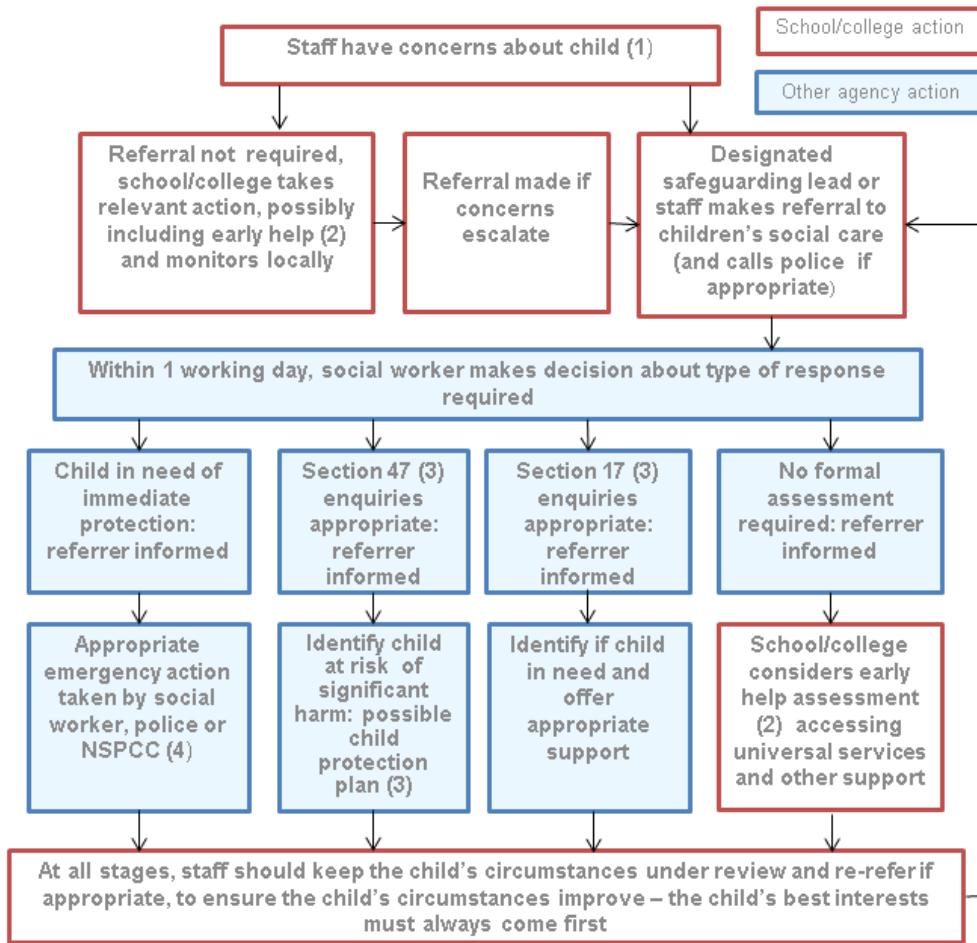 Staff have concerns about child (1)
School/college action
Other agency action
Referral not required,
school/college takes
relevant action, possibly
including early help (2)
and monitors locally
Referral made if
concerns
escalate
Designated
safeguarding lead or
staff makes referral to
children's social care
(and calls police if
appropriate)
Within 1 working day, social worker makes decision about type of response
required
Child in need of
immediate
protection:
referrer informed
Section 47 (3)
enquiries
appropriate:
referrer
informed
Section 17 (3)
enquiries
appropriate:
referrer
informed
No formal
assessment
required: referrer
informed
Appropriate
emergency action
taken by social
worker, police or
NSPCC (4)
Identify child
at risk of
significant
harm: possible
child
protection
plan (3)
Identify if child
in need and
offer
appropriate
support
School/college
considers early
help assessment
(2) accessing
universal services
and other support
At all stages, staff should keep the child's circumstances under review and re-refer if
appropriate, to ensure the child's circumstances improve – the child's best interests
must always come first